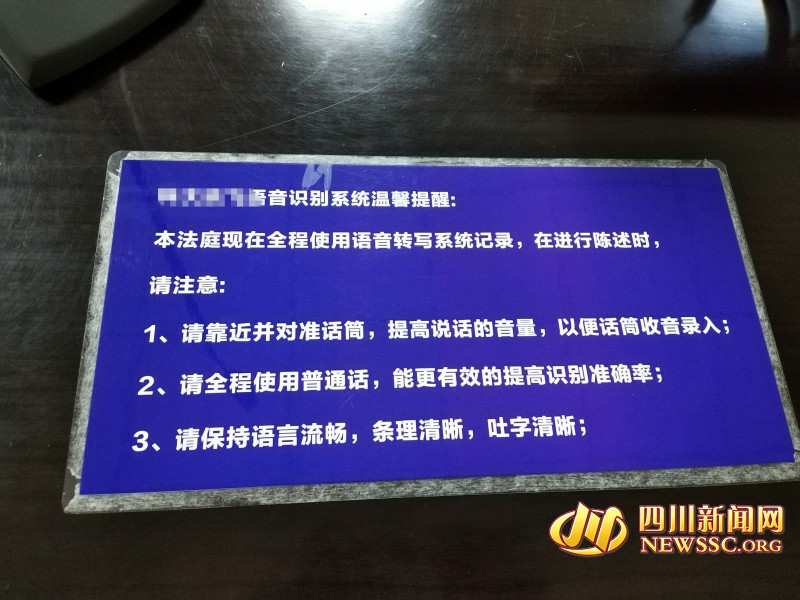 语音识别系统温馨提醒:
本法庭现在全程使用语音转写系统记录，在进行陈述时，
请注意:
1、请靠近并对准话筒，提高说话的音量，以便话筒收音录入；
2、请全程使用普通话，能更有效的提高识别准确率；
3、请保持语言流畅，条理清晰，吐字清晰；
四川新闻网
NEWSSC.ORG